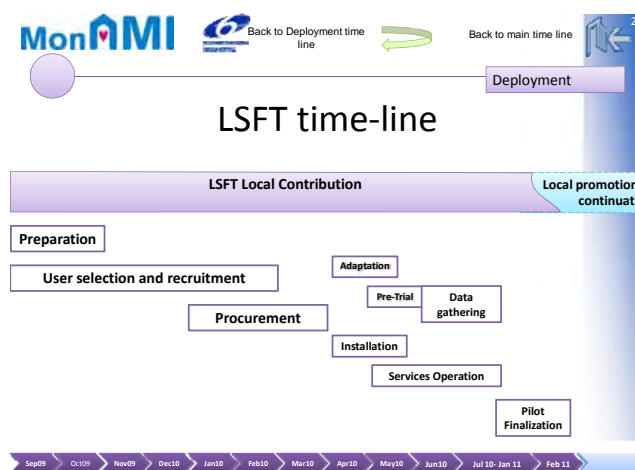 MonAMI
6
Back to Deployment time
line
Back to main time line
2
Deployment
LSFT time-line
LSFT Local Contribution
Local promotion
continuat
Preparation
User selection and recruitment
Adaptation
Pre-Trial
Data
gathering
Procurement
Installation
Services Operation
Pilot
Finalization
Sep09 Oct09 Nov09 Dec10 Jan10 Feb10 Mar10 Apr10 May10 Jun10 Jul 10- Jan 11 Feb 11